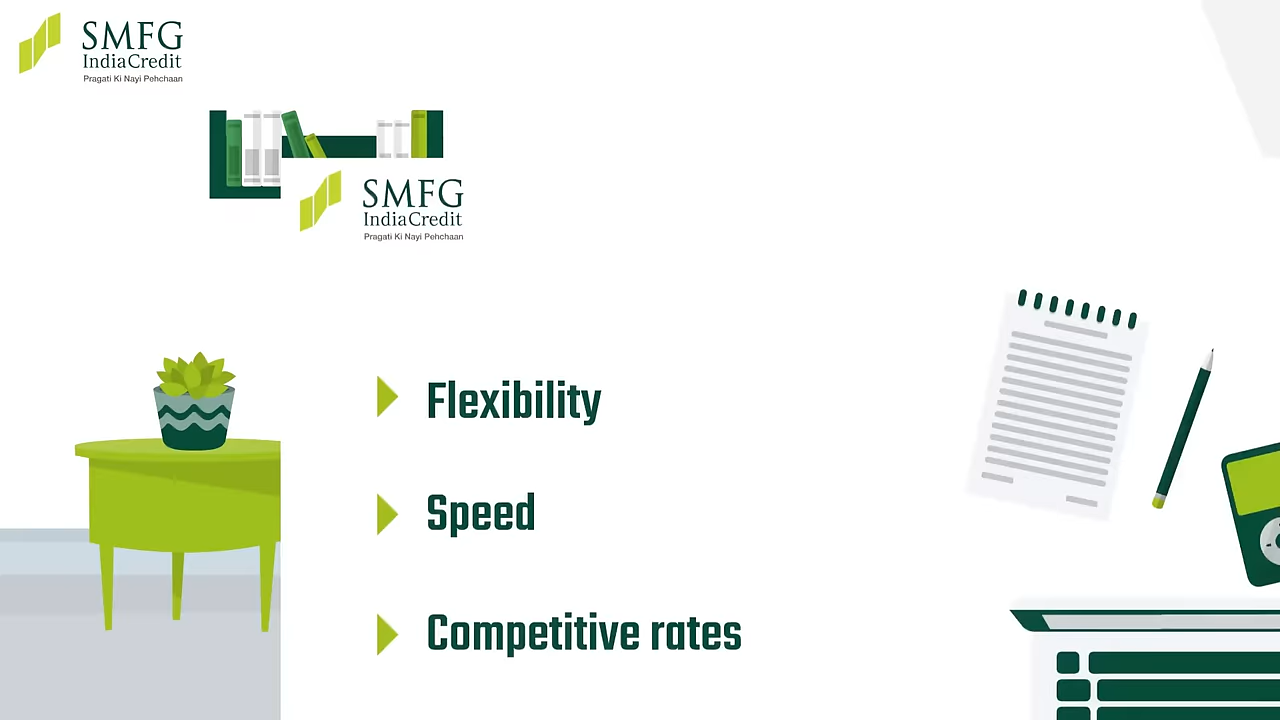 SMFG
IndiaCredit
Pragati Ki Nayi Pehchaan
SMFG
IndiaCredit
Pragati Ki Nayi Pehchaan
Flexibility
Speed
Competitive rates